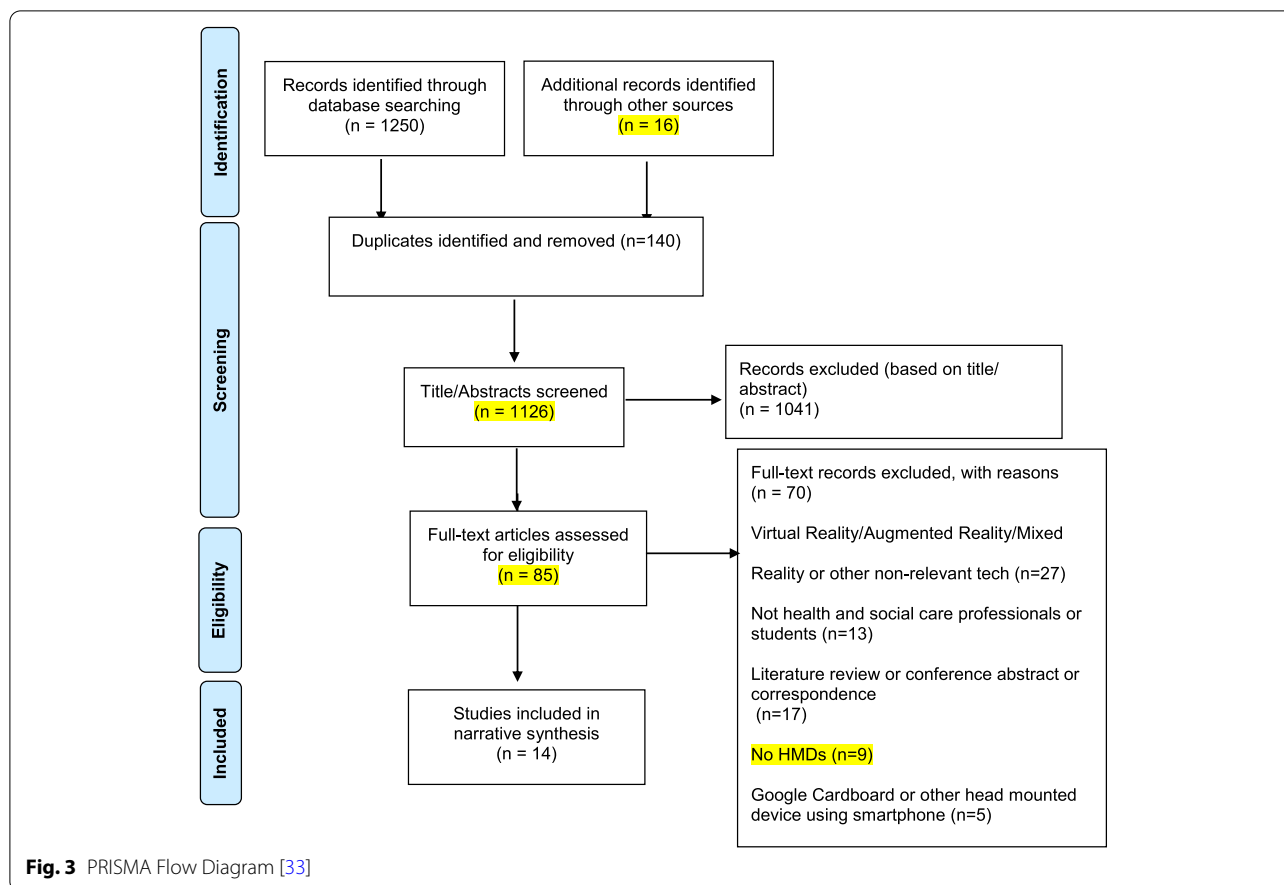 Identification
Records identified through
database searching
(n = 1250)
Additional records identified
through other sources
(n = 16)
Screening
Duplicates identified and removed (n=140)
Title/Abstracts screened
(n = 1126)
Records excluded (based on title/
abstract)
(n = 1041)
Eligibility
Full-text articles assessed
for eligibility
(n = 85)
Full-text records excluded, with reasons
(n = 70)
Virtual Reality/Augmented Reality/Mixed
Reality or other non-relevant tech (n=27)
Not health and social care professionals or
students (n=13)
Literature review or conference abstract or
correspondence
(n=17)
No HMDs (n=9)
Google Cardboard or other head mounted
device using smartphone (n=5)
Included
Studies included in
narrative synthesis
(n = 14)
Fig. 3 PRISMA Flow Diagram [33]